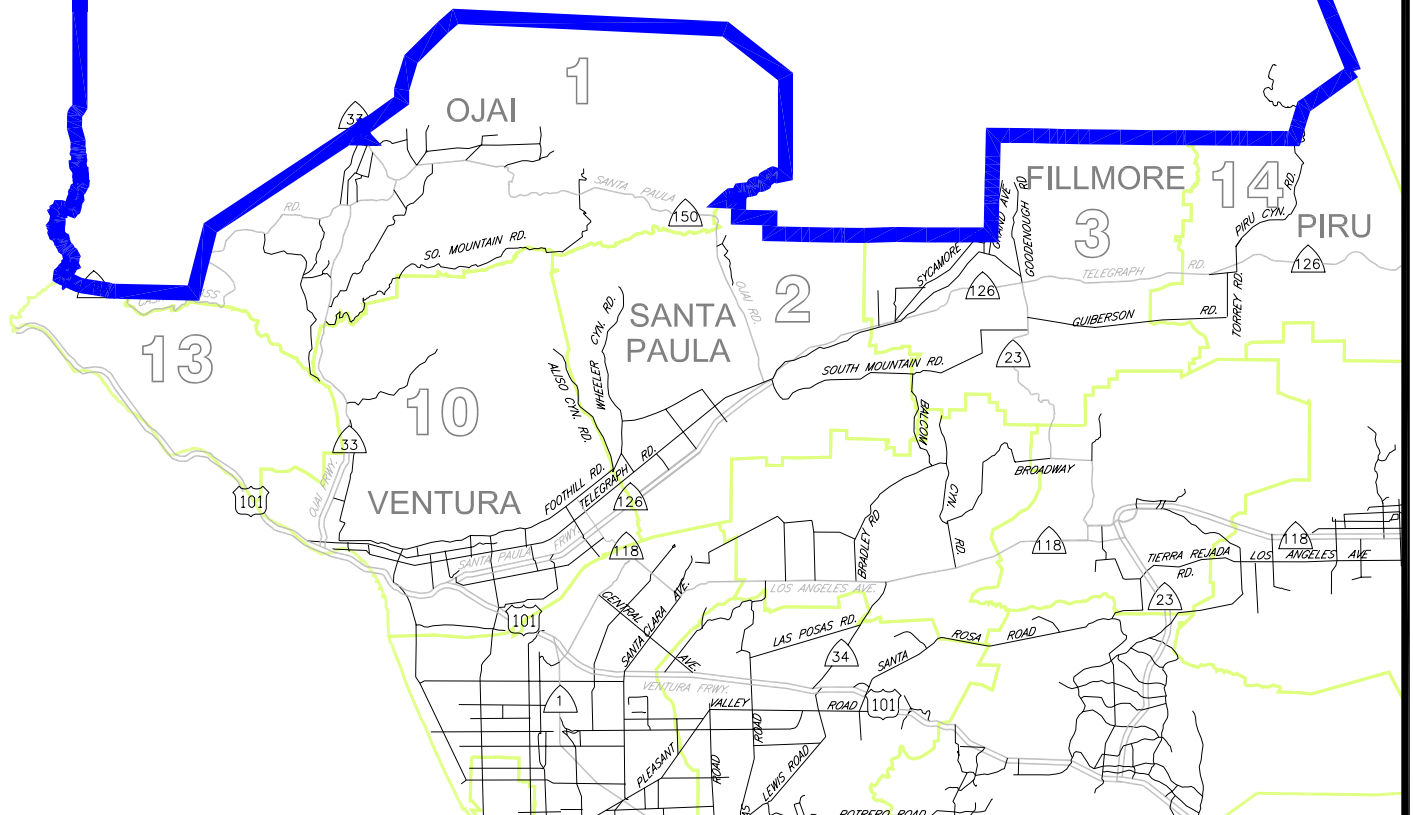 1
OJAI
33
FILLMORE
14
PIRU CYN. RD.
PIRU
SANTA PAULA
150
RD.
SO. MOUNTAIN RD.
SYCAMORE
GRAND AVE
GOODENOUGH RD
3
TELEGRAPH RD.
126
126
TORREY RD.
GUIBERSON RD.
2
OJAI RD.
SANTA
PAULA
WHEELER CYN. RD.
ALISO CYN. RD.
13
10
SOUTH MOUNTAIN RD.
23
BALCOM CYN. RD.
BROADWAY
33
OJAI FRWY.
101
VENTURA
FOOTHILL RD.
TELEGRAPH RD.
126
SANTA PAULA FRWY.
118
BRADLEY RD
118
118
TIERRA REJADA RD.
LOS ANGELES AVE
LOS ANGELES AVE.
23
101
CENTRAL AVE.
SANTA CLARA AVE.
LAS POSAS RD.
34
SANTA ROSA ROAD
VENTURA FRWY.
1
101
PLEASANT VALLEY ROAD
ROAD
ROAD
LEWIS ROAD
POTRERO ROAD